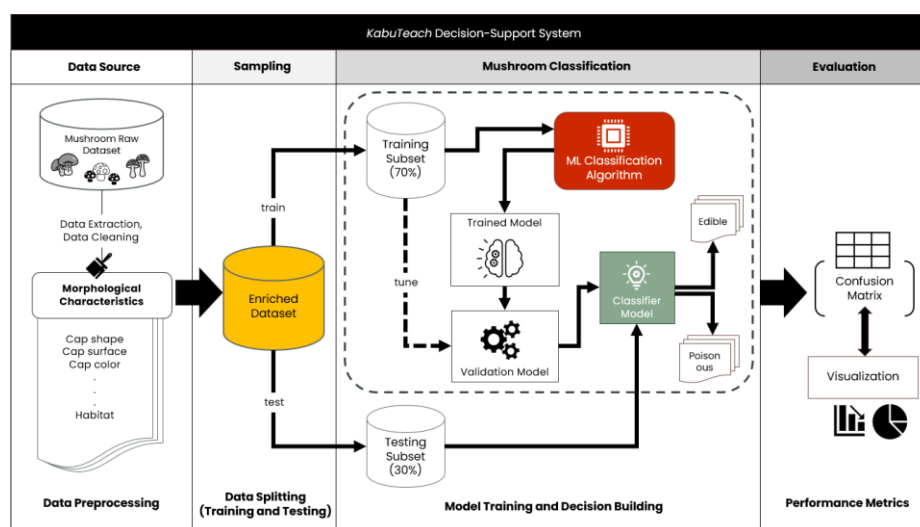 KabuTeach Decision-Support System
Data Source
Sampling
Mushroom Classification
Evaluation
Mushroom Raw
Dataset
Data Extraction,
Data Cleaning
Morphological
Characteristics
Cap shape
Cap surface
Cap color
.
.
.
Habitat
Data Preprocessing
train
Enriched
Dataset
test
Data Splitting
(Training and Testing)
Training
Subset
(70%)
ML Classification
Algorithm
Trained Model
tune
Validation Model
Classifier
Model
Edible
Poison
ous
Testing
Subset
(30%)
Model Training and Decision Building
Confusion
Matrix
Visualization
Performance Metrics